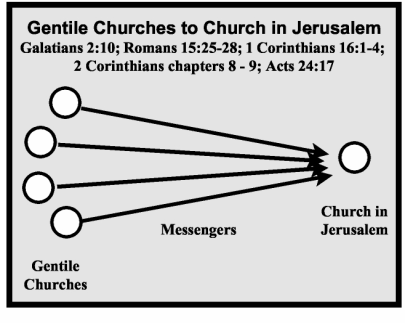 Gentile Churches to Church in Jerusalem
Galatians 2:10; Romans 15:25-28; 1 Corinthians 16:1-4;
2 Corinthians chapters 8 - 9; Acts 24:17
Messengers
Church in
Jerusalem
Gentile
Churches